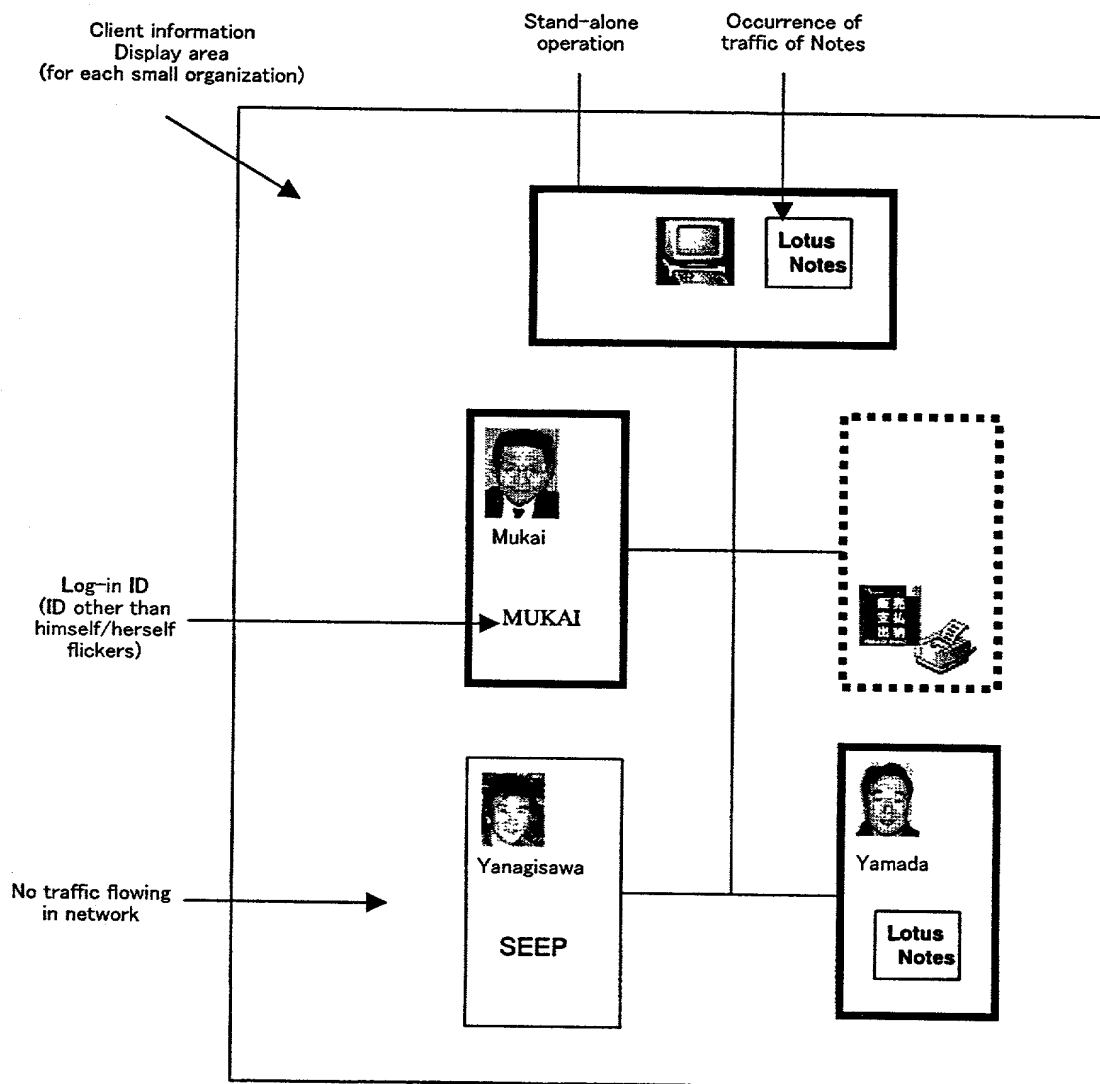 Client information
Display area
(for each small organization)
Stand-alone
operation
Occurrence of
traffic of Notes
Lotus
Notes
Mukai
MUKAI
Log-in ID
(ID other than
himself/herself
flickers)
Yanagisawa
SEEP
Yamada
Lotus
Notes
No traffic flowing
in network